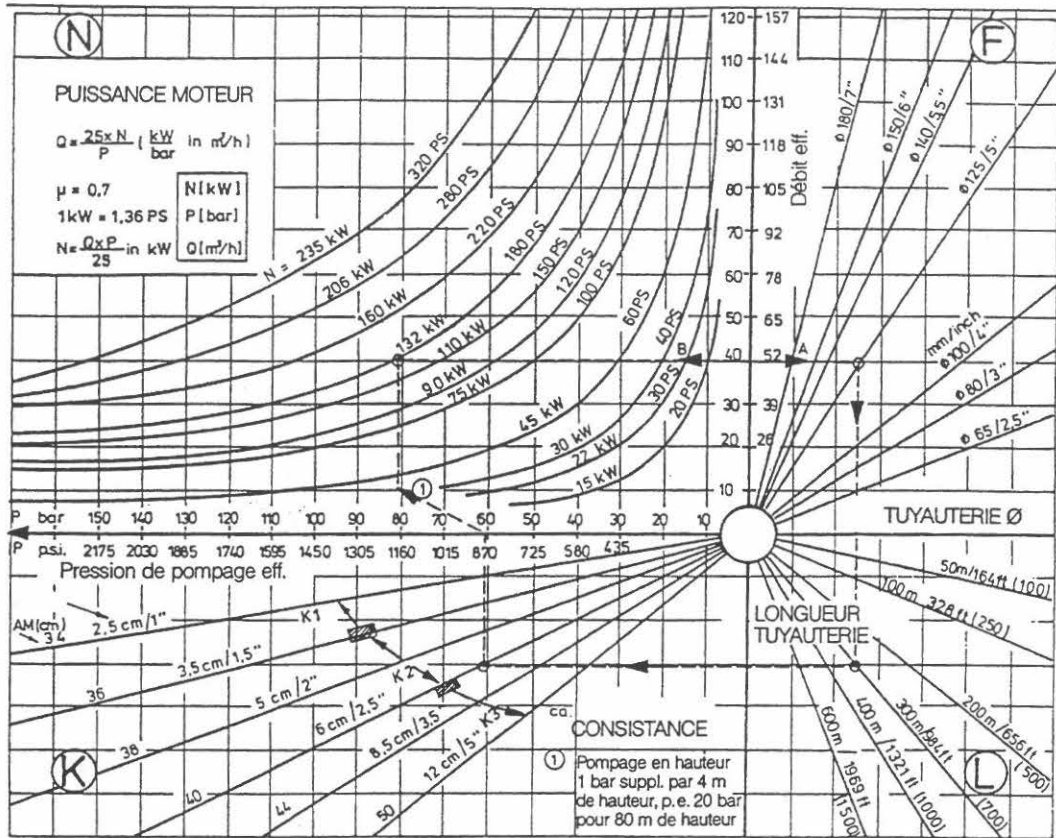 N
F
PUISSANCE MOTEUR
Q = 25 x N / P ( kW / bar in m³/h )
μ = 0,7
1kW = 1,36 PS
N = Q x P / 25 in kW
N [kW]
P [bar]
Q [m³/h]
320 PS
280 PS
220 PS
180 PS
150 PS
120 PS
100 PS
60 PS
40 PS
30 PS
20 PS
N = 235 kW
206 kW
160 kW
132 kW
110 kW
90 kW
75 kW
45 kW
30 kW
22 kW
15 kW
120 157
110 144
100 131
90 118
80 105
70 92
60 78
50 65
40 52
30 39
20 26
10
Débit eff.
B
A
ø 180/7"
ø 150/6"
ø 140/5,5"
ø 125/5"
mm/inch
ø 100/4"
ø 80/3"
ø 65/2,5"
TUYAUTERIE Ø
1
P bar 150 140 130 120 110 100 90 80 70 60 50 40 30 20 10
P p.s.i. 2175 2030 1885 1740 1595 1450 1305 1160 1015 870 725 580 435
Pression de pompage eff.
AM(cm)
34
2,5 cm/1"
36
3,5 cm/1,5"
38
5 cm/2"
40
6 cm/2,5"
44
8,5 cm/3,5
50
12 cm/5"
K1
K2
K3
ca.
CONSISTANCE
1 Pompage en hauteur
1 bar suppl. par 4 m
de hauteur, p.e. 20 bar
pour 80 m de hauteur
LONGUEUR
TUYAUTERIE
50m/164ft (100)
100m 328 ft (250)
200m/656 ft (500)
300m/984ft (700)
400m/1321 ft (1000)
600m 1969 ft (1500)
K
L